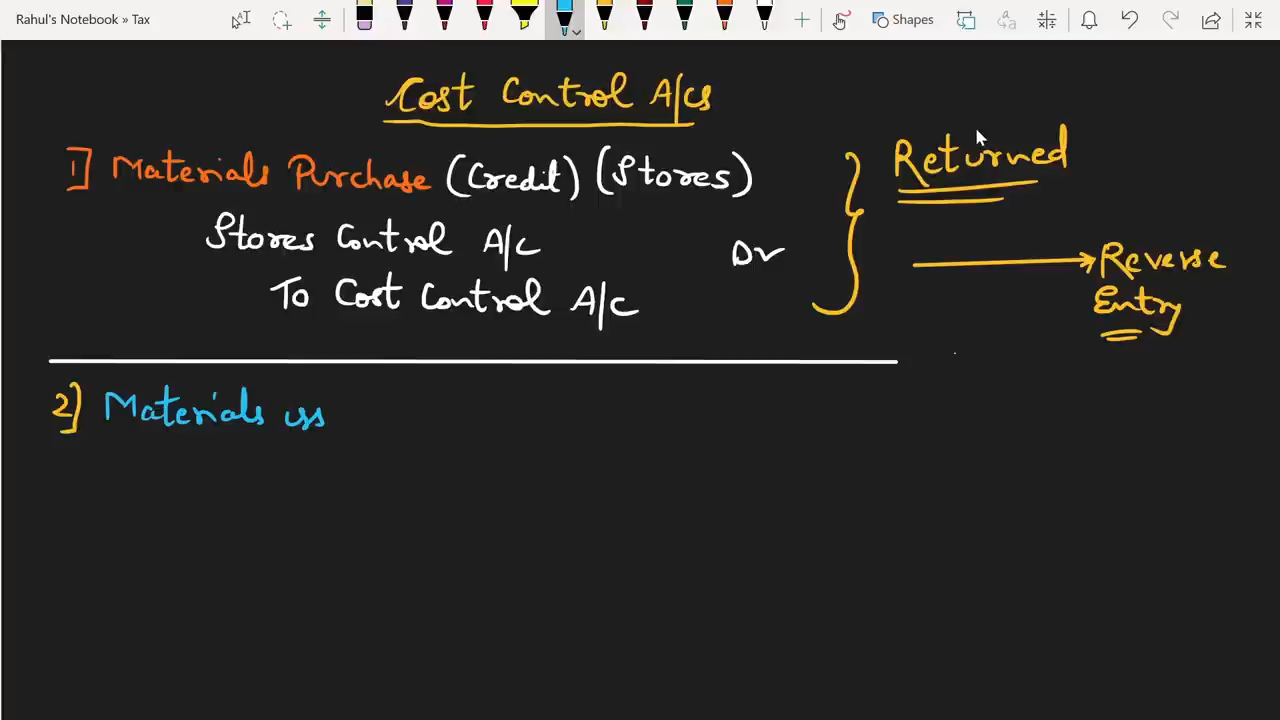 Rahul's Notebook » Tax
Shapes
Cost Control A/cs
1] Materials Purchase (Credit) (Stores)
Stores Control A/c Dr
To Cost Control A/c
Returned
Reverse
Entry
2] Materials iss